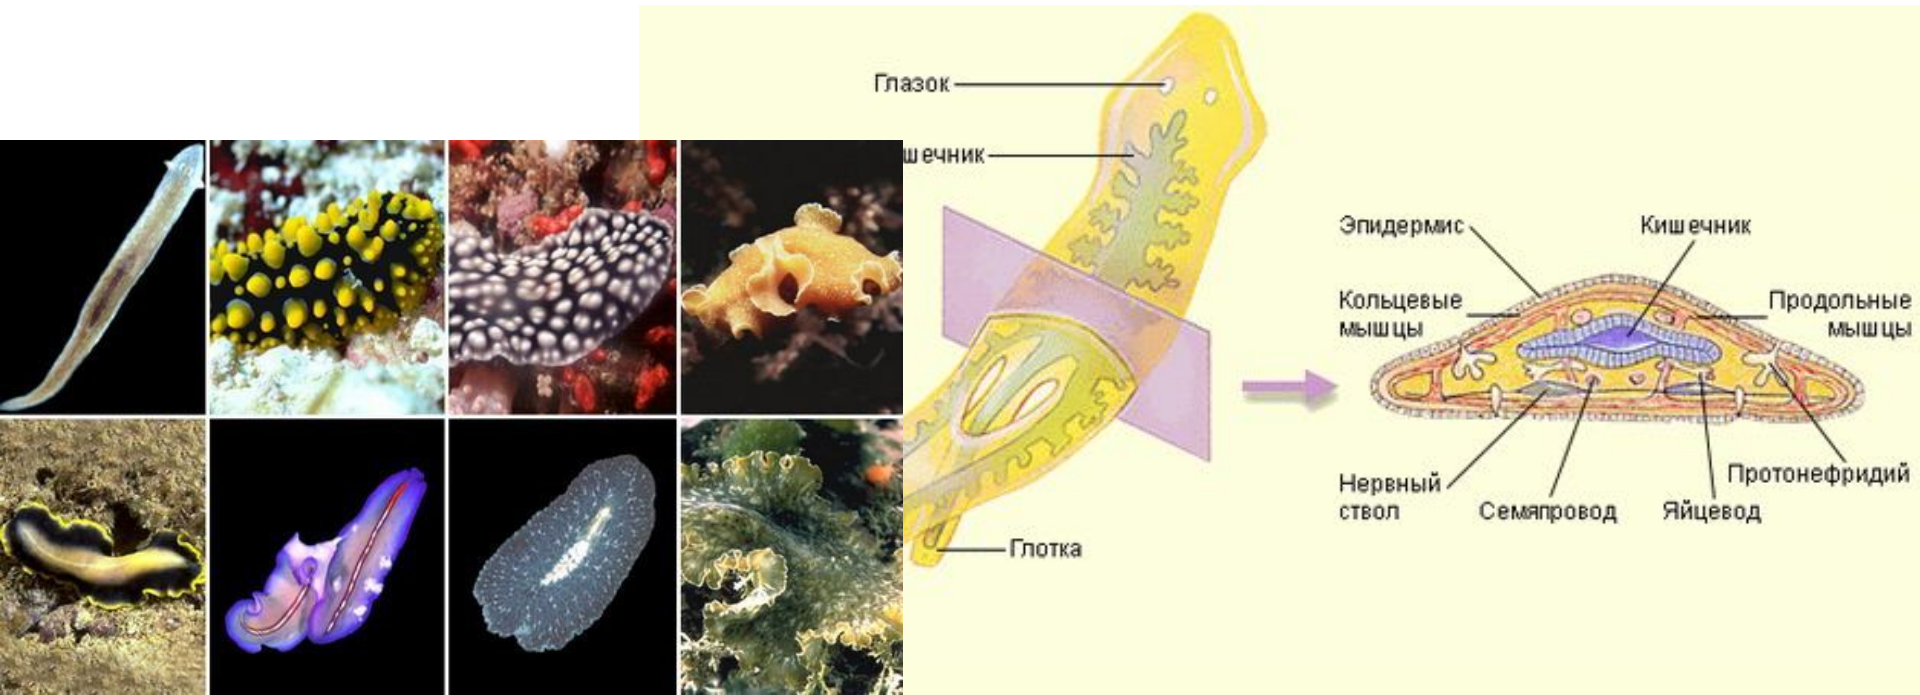 Глазок
шечник
Глотка
Эпидермис
Кишечник
Кольцевые
мышцы
Продольные
мышцы
Нервный
ствол
Семяпровод
Яйцевод
Протонефридий